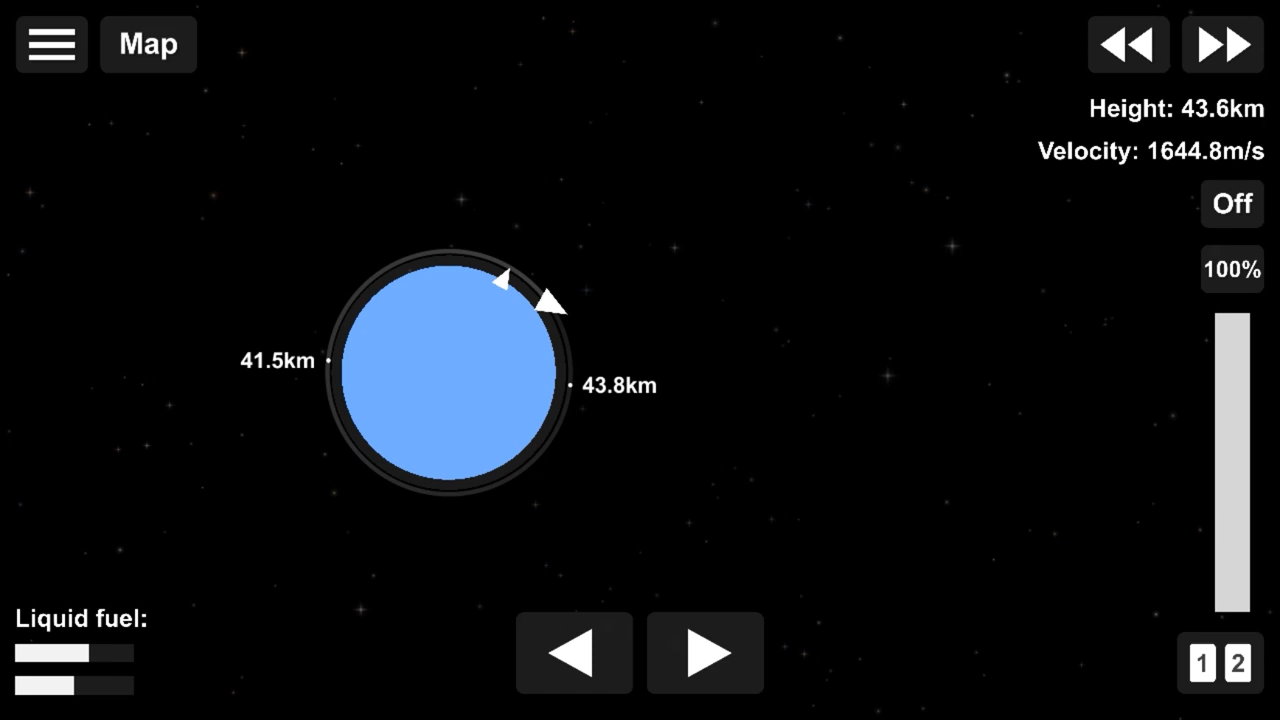 Map
Height: 43.6km
Velocity: 1644.8m/s
Off
100%
41.5km
43.8km
Liquid fuel:
1 2